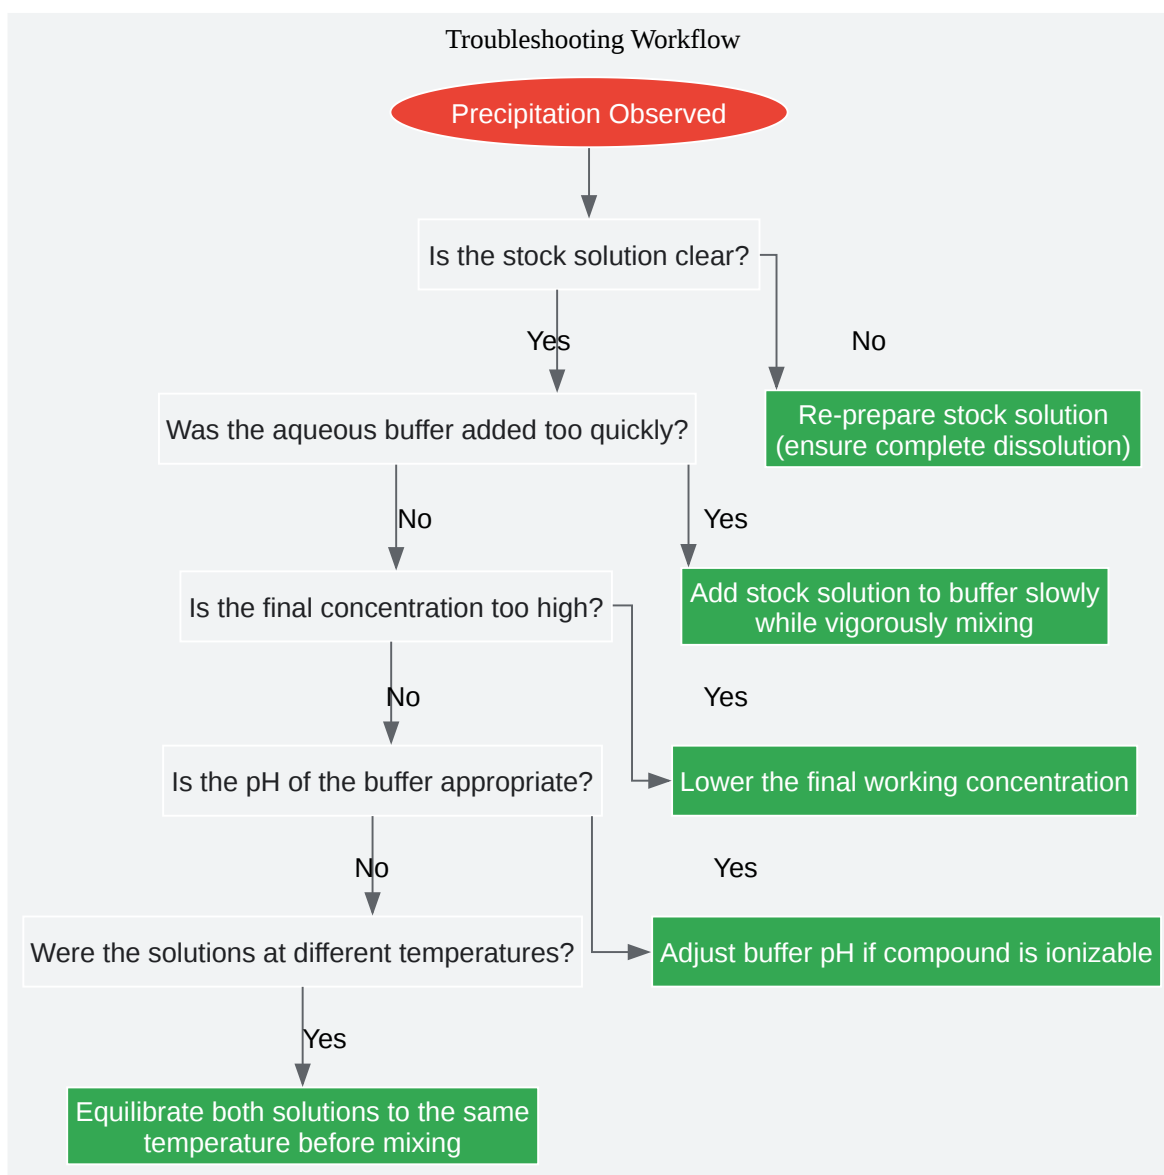 Troubleshooting Workflow
Precipitation Observed
Is the stock solution clear?
Yes
No
Was the aqueous buffer added too quickly?
Re-prepare stock solution
(ensure complete dissolution)
No
Yes
Is the final concentration too high?
Add stock solution to buffer slowly
while vigorously mixing
No
Yes
Is the pH of the buffer appropriate?
Lower the final working concentration
No
Yes
Were the solutions at different temperatures?
Adjust buffer pH if compound is ionizable
Yes
Equilibrate both solutions to the same
temperature before mixing